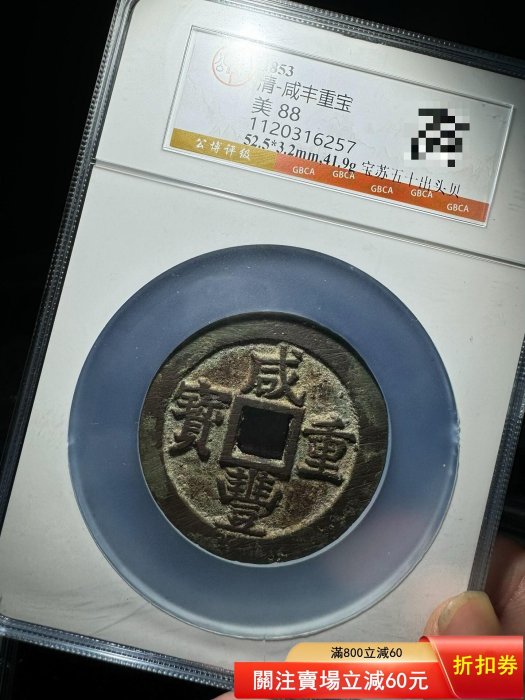 1853
清-咸丰重宝
美 88
1120316257
52.5*3.2mm,41.9g 宝苏五十出头贝
公博评级
GBCA GBCA GBCA GBCA GBCA
咸豐重寶
滿800立減60
關注賣場立減60元
折扣券